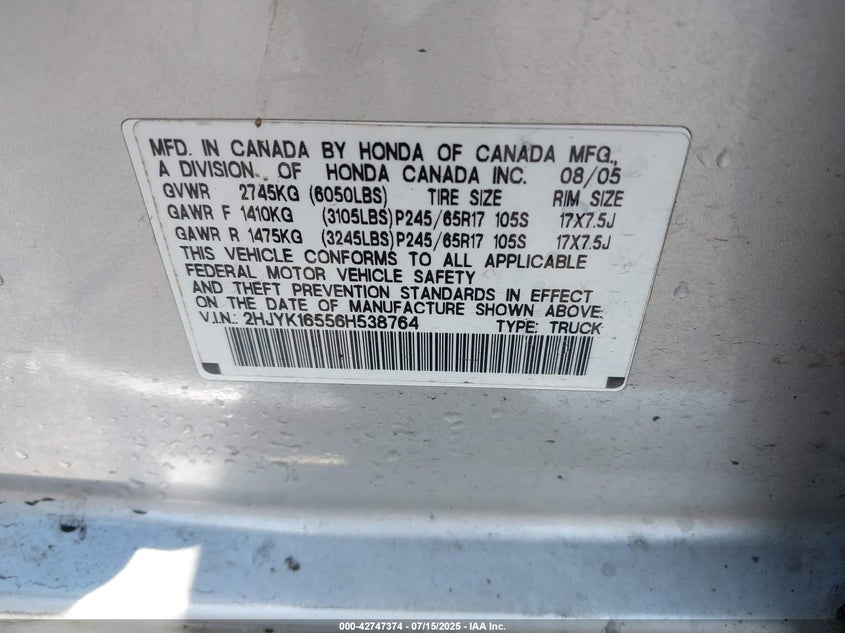 MFD. IN CANADA BY HONDA OF CANADA MFG.,
A DIVISION OF HONDA CANADA INC. 08/05
GVWR 2745KG (6050LBS) TIRE SIZE RIM SIZE
GAWR F 1410KG (3105LBS) P245/65R17 105S 17X7.5J
GAWR R 1475KG (3245LBS) P245/65R17 105S 17X7.5J
THIS VEHICLE CONFORMS TO ALL APPLICABLE
FEDERAL MOTOR VEHICLE SAFETY
AND THEFT PREVENTION STANDARDS IN EFFECT
ON THE DATE OF MANUFACTURE SHOWN ABOVE.
V.I.N.: 2HJYK16556H538764 TYPE: TRUCK
000-42747374 - 07/15/2025 - IAA Inc.